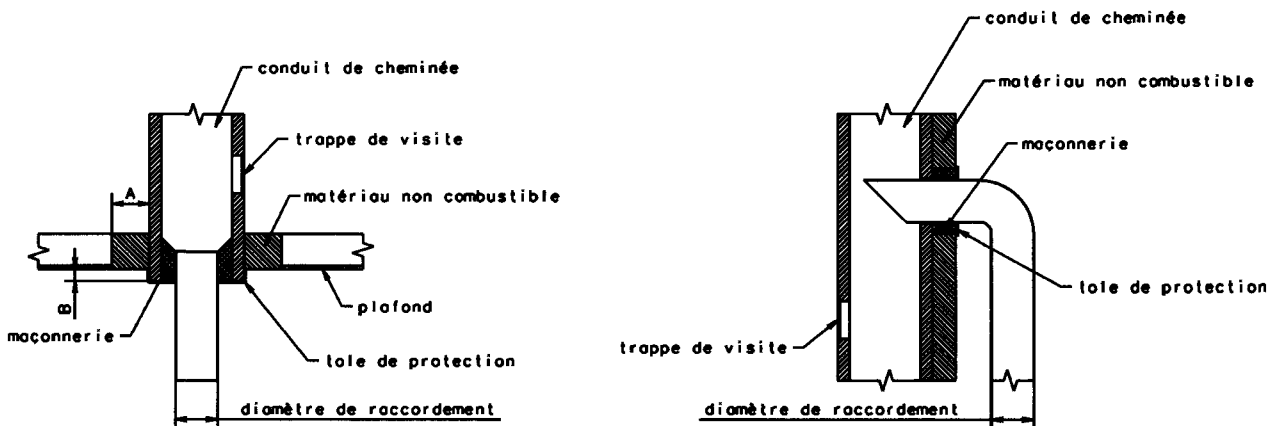 conduit de cheminée
trappe de visite
A
matériau non combustible
B
plafond
maçonnerie
tole de protection
diamètre de raccordement
conduit de cheminée
matériau non combustible
maçonnerie
tole de protection
trappe de visite
diamètre de raccordement